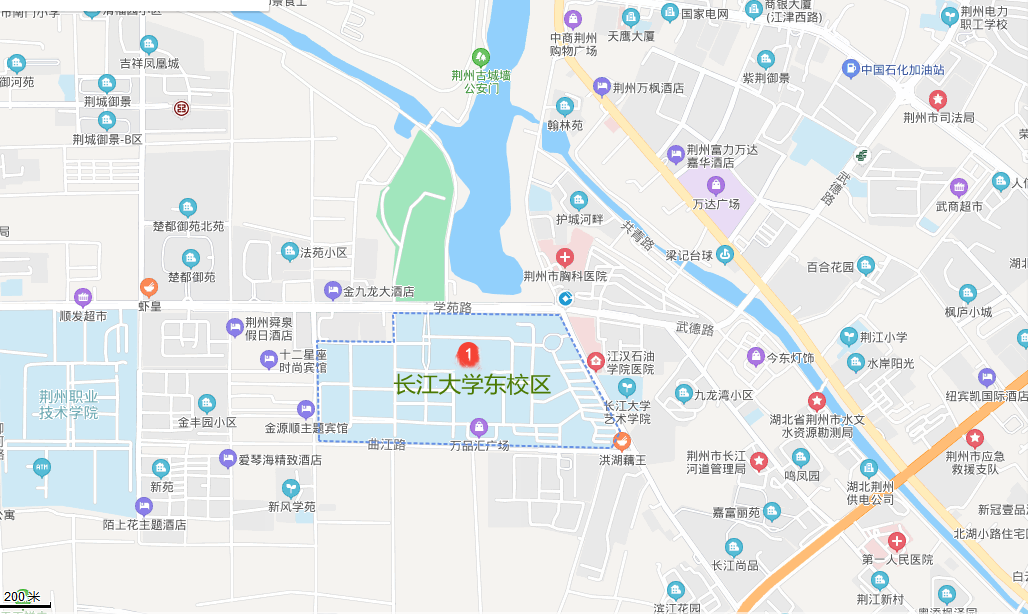 国家电网
商银大厦
(江津西路)
荆州电力
职工学校
中商荆州
购物广场
天鹰大厦
吉祥凤凰城
御河苑
荆州古城墙
公安门
紫荆御景
中国石化加油站
荆州万枫酒店
荆城御景
翰林苑
荆州市司法局
荆城御景-B区
荆州富力万达
嘉华酒店
武德路
万达广场
武商超市
楚都御苑北苑
护城河畔
共青路
法苑小区
梁记台球
百合花园
楚都御苑
荆州市胸科医院
金九龙大酒店
虾皇
学苑路
顺发超市
枫庐小城
荆州舜泉
假日酒店
武德路
荆江小学
十二星座
时尚宾馆
1
江汉石油
学院医院
今东灯饰
水岸阳光
长江大学东校区
荆州职业
技术学院
九龙湾小区
纽宾凯国际酒店
长江大学
艺术学院
金丰园小区
金源顺主题宾馆
湖北省荆州市水文
水资源勘测局
曲江路
万品汇广场
洪湖藕王
爱琴海精致酒店
荆州市长江
河道管理局
荆州市应急
救援支队
ATM
新苑
鸣凤园
湖北荆州
供电公司
新风学苑
嘉富丽苑
陌上花主题酒店
北湖小路住宅
长江尚品
第一人民医院
200 米
滨江花园
荆江新村